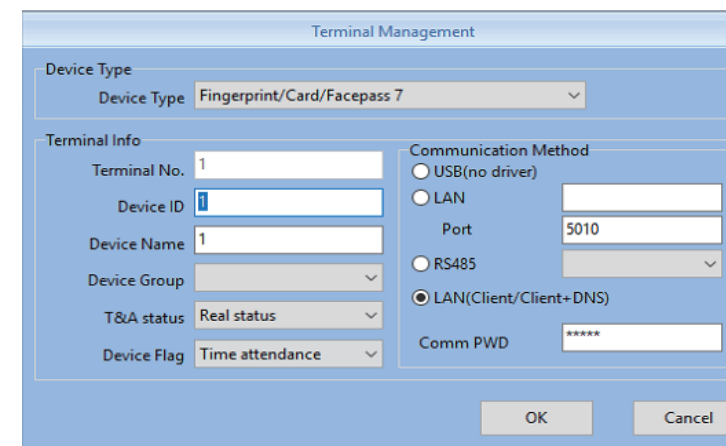 Terminal Management
Device Type
Device Type Fingerprint/Card/Facepass 7
Terminal Info
Terminal No. 1
Device ID 1
Device Name 1
Device Group
T&A status Real status
Device Flag Time attendance
Communication Method
USB(no driver)
LAN
Port 5010
RS485
LAN(Client/Client+DNS)
Comm PWD *****
OK Cancel